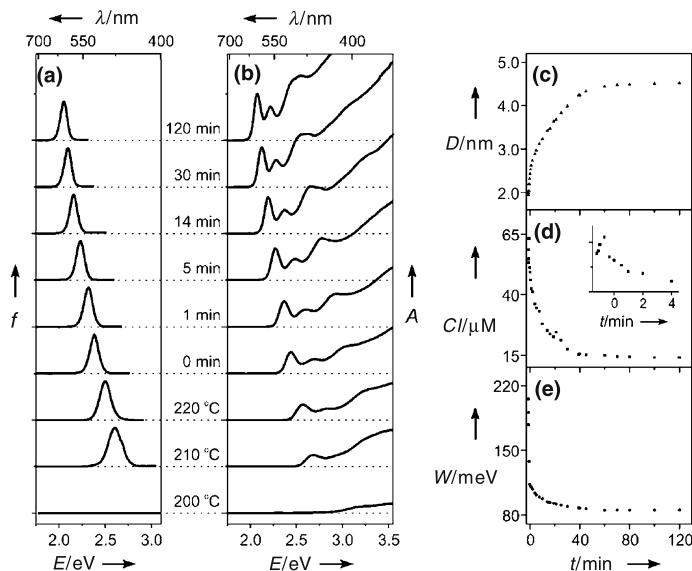 λ/nm
700 550 400
(a)
120 min
30 min
14 min
5 min
1 min
0 min
220 °C
210 °C
200 °C
f
2.0 2.5 3.0
E/eV
λ/nm
700 550 400
(b)
A
2.0 2.5 3.0 3.5
E/eV
(c)
5.0
4.0
3.0
2.0
D/nm
(d)
65
40
15
C/μM
0 2 4
t/min
(e)
220
150
80
W/meV
0 40 80 120
t/min